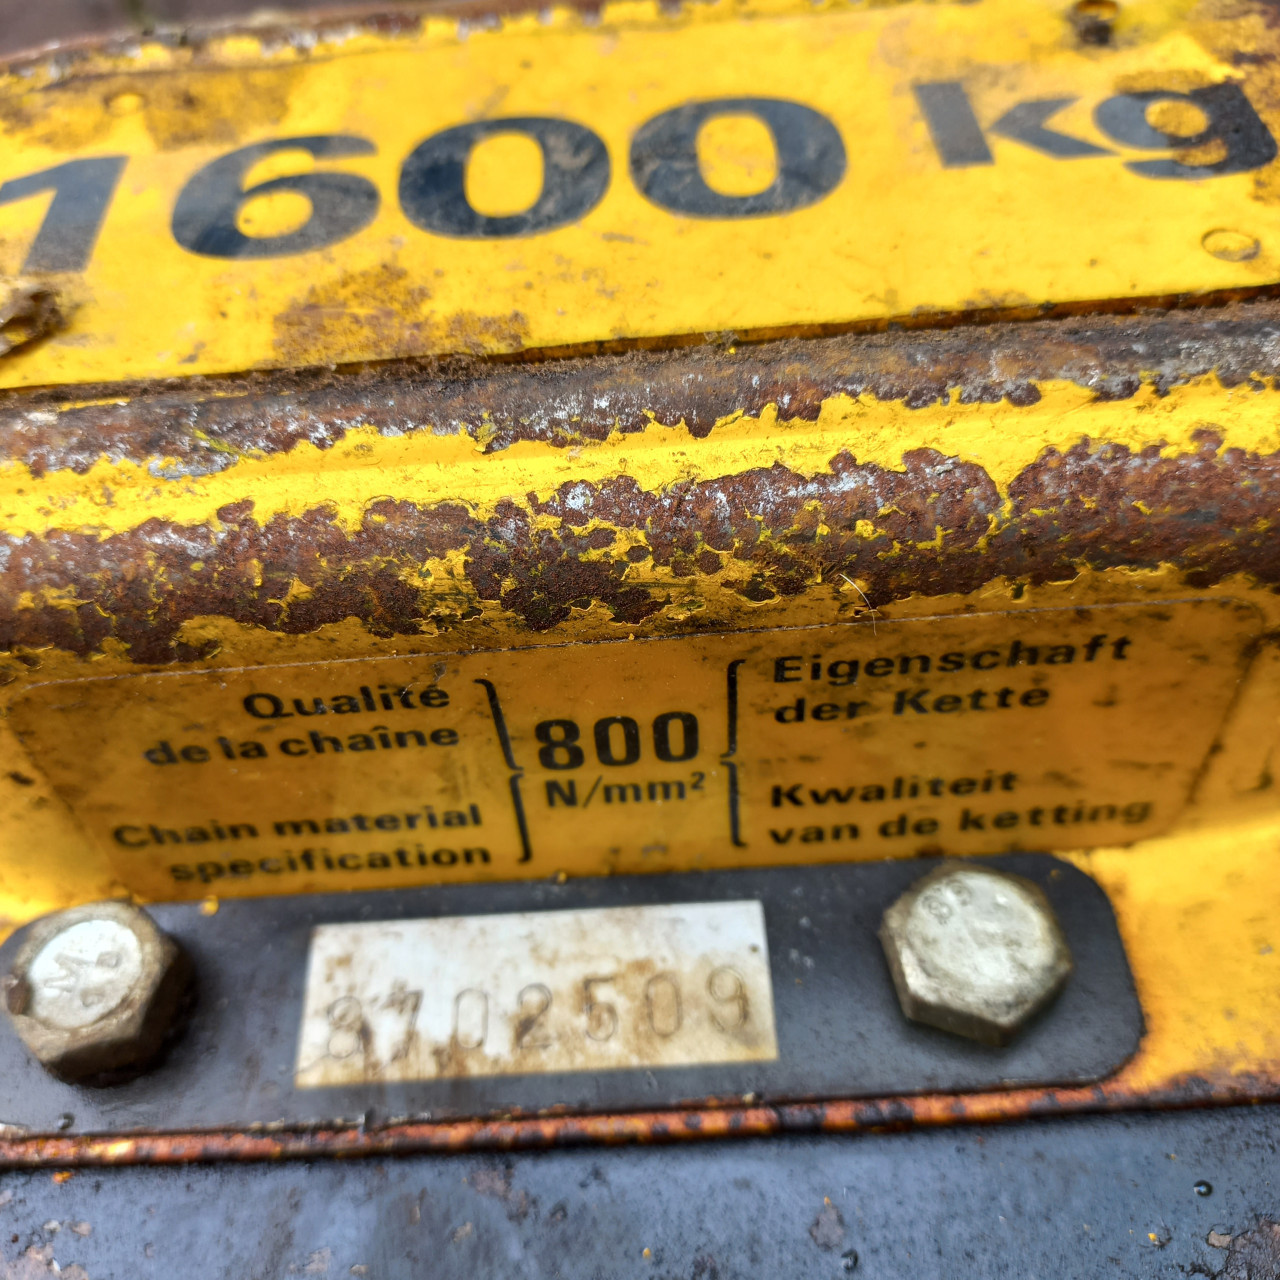 1600 kg
Qualité
de la chaîne
Chain material
specification
800
N/mm²
Eigenschaft
der Kette
Kwaliteit
van de ketting
8702509